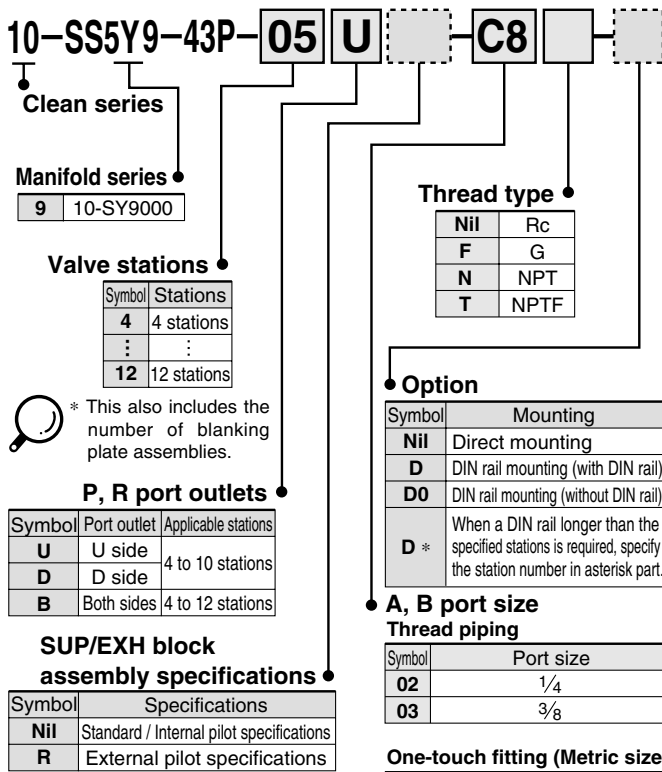 10-SS5Y9-43P-05 U -C8 -
Clean series
Manifold series
9 10-SY9000
Valve stations
Symbol Stations
4 4 stations
⋮ ⋮
12 12 stations
* This also includes the
number of blanking
plate assemblies.
P, R port outlets
Symbol Port outlet Applicable stations
U U side 4 to 10 stations
D D side
B Both sides 4 to 12 stations
SUP/EXH block
assembly specifications
Symbol Specifications
Nil Standard / Internal pilot specifications
R External pilot specifications
Thread type
Nil Rc
F G
N NPT
T NPTF
Option
Symbol Mounting
Nil Direct mounting
D DIN rail mounting (with DIN rail)
D0 DIN rail mounting (without DIN rail)
D * When a DIN rail longer than the
specified stations is required, specify
the station number in asterisk part.
A, B port size
Thread piping
Symbol Port size
02 1/4
03 3/8
One-touch fitting (Metric size